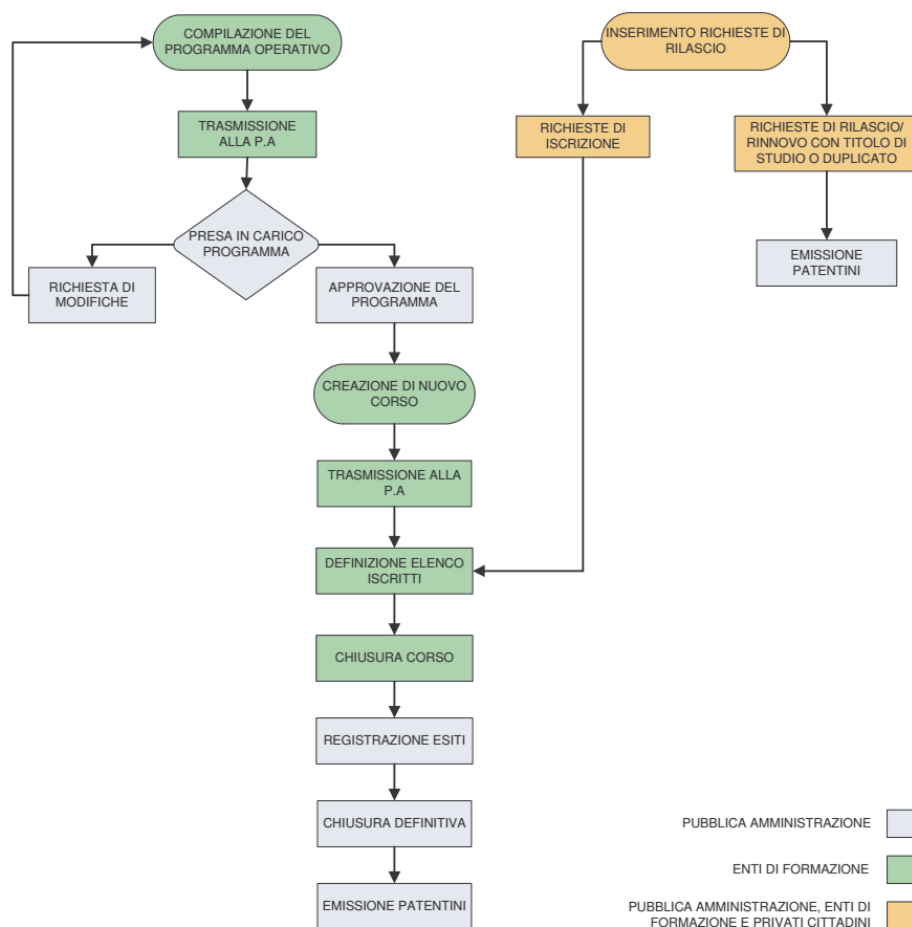 COMPILAZIONE DEL
PROGRAMMA OPERATIVO
TRASMISSIONE
ALLA P.A
PRESA IN CARICO
PROGRAMMA
RICHIESTA DI
MODIFICHE
APPROVAZIONE DEL
PROGRAMMA
CREAZIONE DI NUOVO
CORSO
TRASMISSIONE ALLA
P.A
DEFINIZIONE ELENCO
ISCRITTI
CHIUSURA CORSO
REGISTRAZIONE ESITI
CHIUSURA DEFINITIVA
EMISSIONE PATENTINI
INSERIMENTO RICHIESTE DI
RILASCIO
RICHIESTE DI
ISCRIZIONE
RICHIESTE DI RILASCIO/
RINNOVO CON TITOLO DI
STUDIO O DUPLICATO
EMISSIONE
PATENTINI
PUBBLICA AMMINISTRAZIONE
ENTI DI FORMAZIONE
PUBBLICA AMMINISTRAZIONE, ENTI DI
FORMAZIONE E PRIVATI CITTADINI